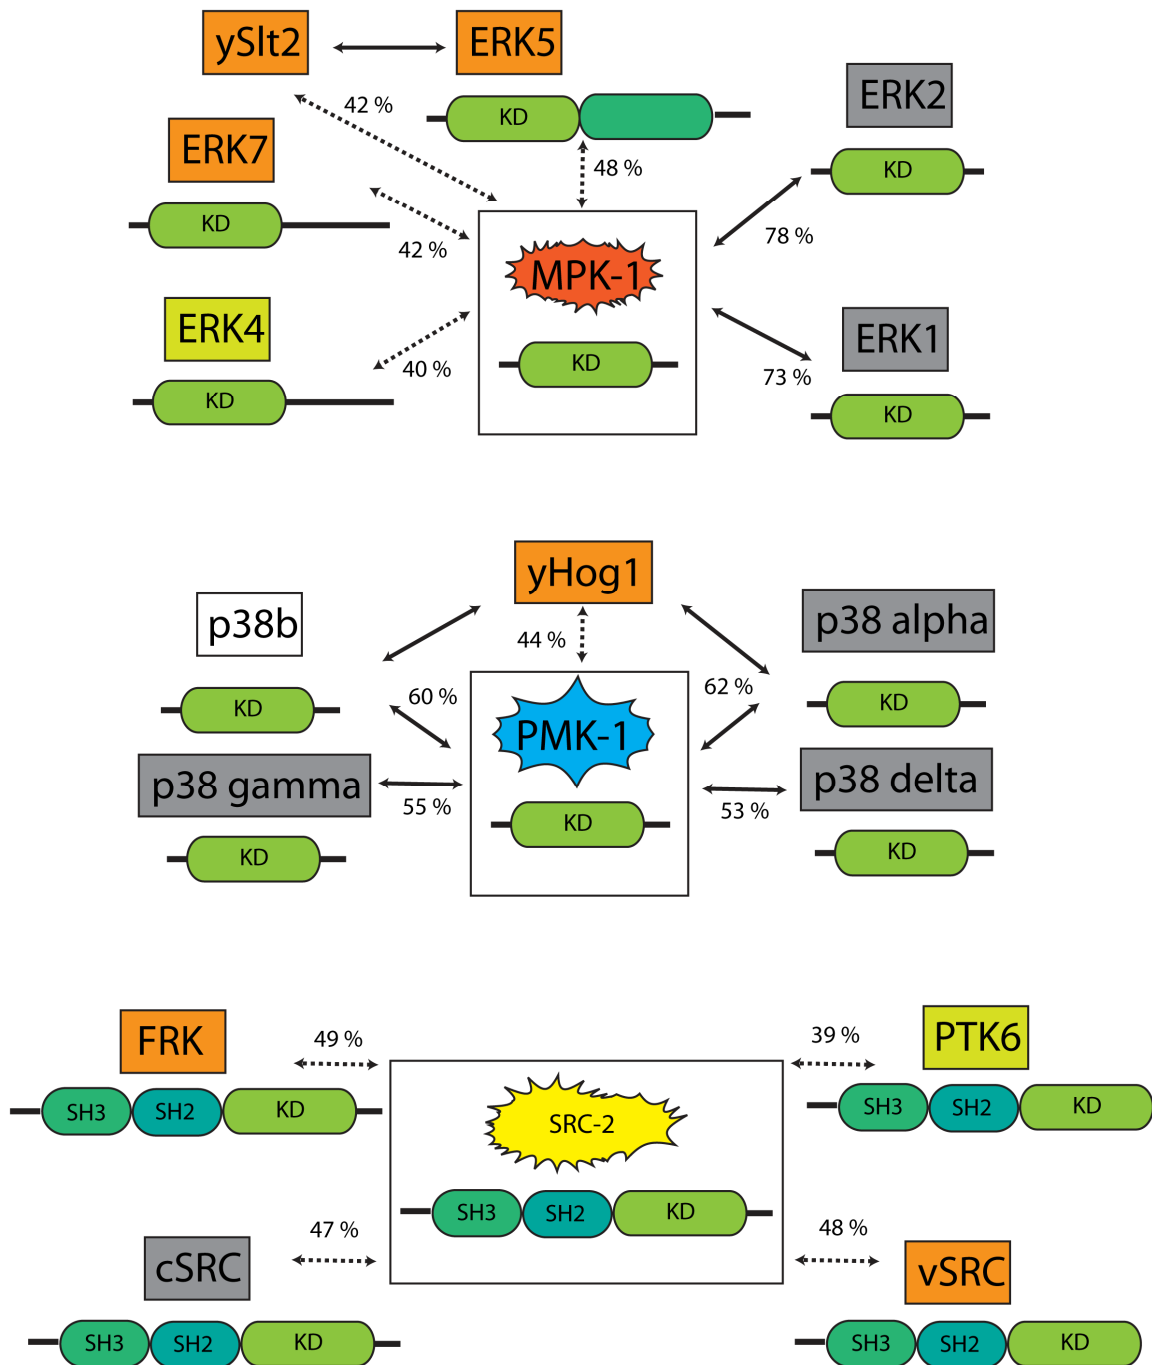 ySlt2
ERK5
42 %
KD
ERK2
ERK7
48 %
KD
KD
42 %
78 %
MPK-1
ERK4
ERK1
40 %
KD
73 %
KD
KD
yHog1
p38b
p38 alpha
44 %
60 %
62 %
KD
KD
PMK-1
p38 gamma
p38 delta
55 %
53 %
KD
KD
KD
FRK
49 %
39 %
PTK6
SH3 SH2 KD
SH3 SH2 KD
SRC-2
SH3 SH2 KD
47 %
48 %
cSRC
vSRC
SH3 SH2 KD
SH3 SH2 KD